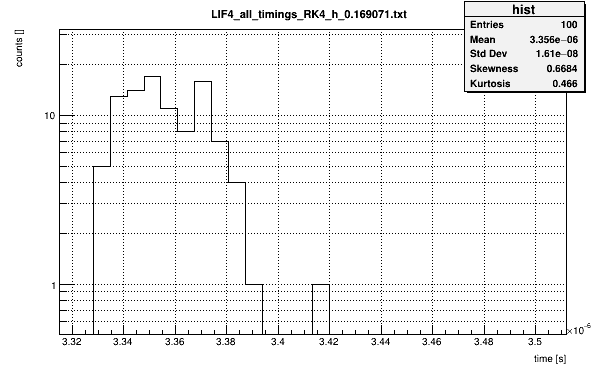 LIF4_all_timings_RK4_h_0.169071.txt
hist
Entries 100
Mean 3.356e−06
Std Dev 1.61e−08
Skewness 0.6684
Kurtosis 0.466
counts []
10
1
3.32 3.34 3.36 3.38 3.4 3.42 3.44 3.46 3.48 3.5
×10⁻⁶
time [s]